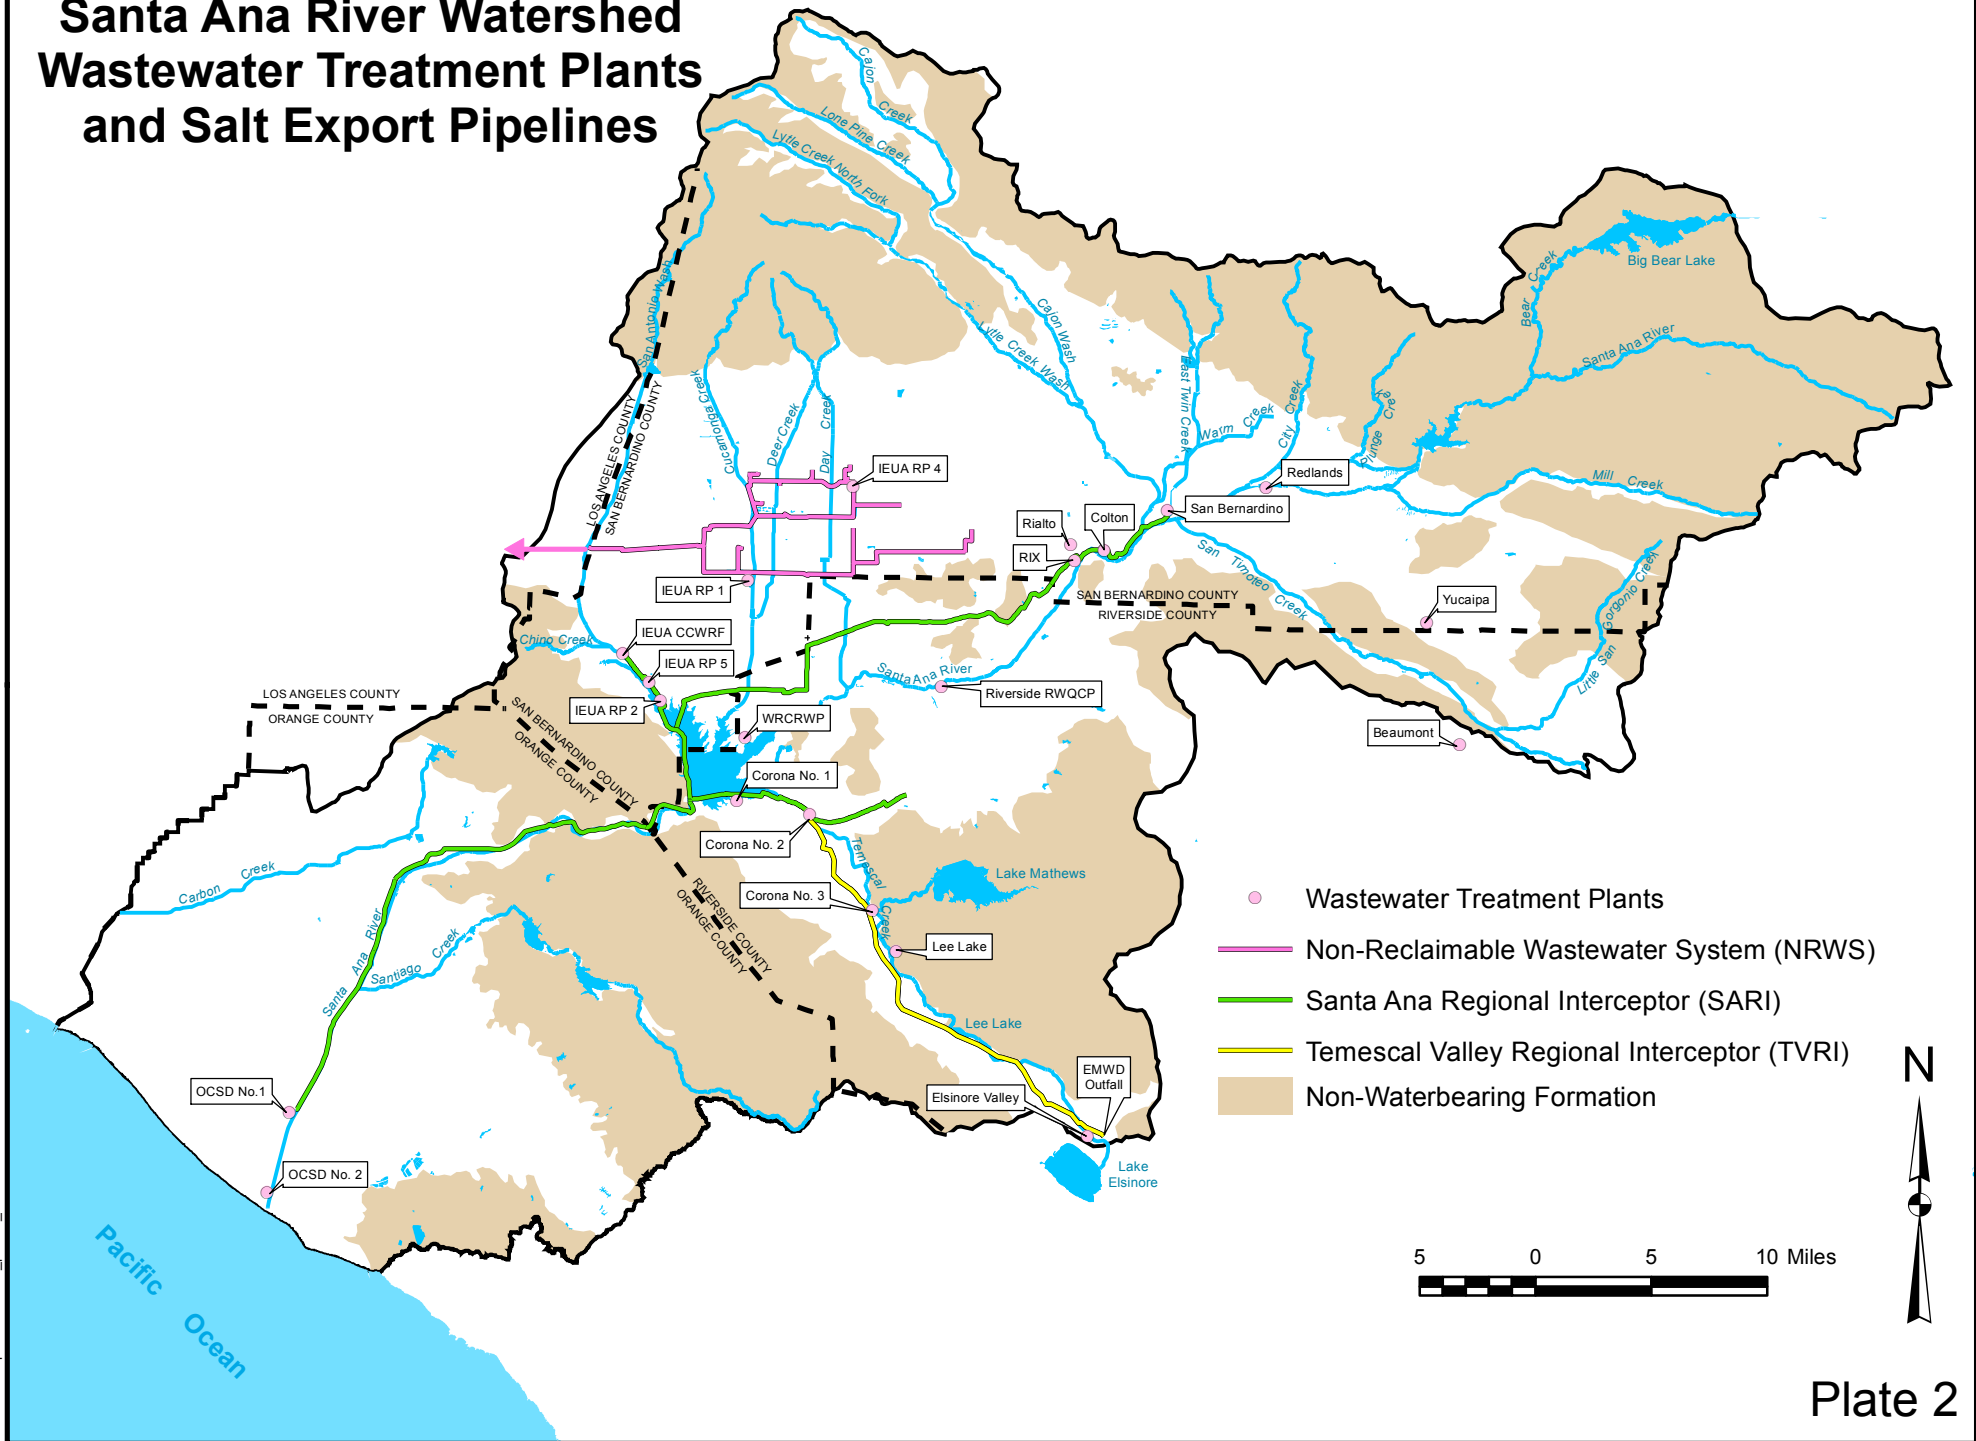 Santa Ana River Watershed
Wastewater Treatment Plants
and Salt Export Pipelines
Cajon
Creek
Lone Pine Creek
Lytle Creek North Fork
San Antonio Wash
Cajon Wash
Lytle Creek Wash
Big Bear Lake
Bear Creek
Santa Ana River
East Twin Creek
Warm Creek
City Creek
Plunge Creek
Mill Creek
LOS ANGELES COUNTY
SAN BERNARDINO COUNTY
Cucamonga Creek
Deer Creek
Day Creek
IEUA RP 4
Redlands
San Bernardino
Colton
Rialto
RIX
San Timoteo Creek
IEUA RP 1
SAN BERNARDINO COUNTY
RIVERSIDE COUNTY
Yucaipa
Little San Gorgonio Creek
IEUA CCWRF
Chino Creek
IEUA RP 5
Santa Ana River
Riverside RWQCP
IEUA RP 2
WRCRWP
Beaumont
LOS ANGELES COUNTY
ORANGE COUNTY
SAN BERNARDINO COUNTY
ORANGE COUNTY
Corona No. 1
Corona No. 2
Temescal Creek
Lake Mathews
Corona No. 3
Lee Lake
RIVERSIDE COUNTY
ORANGE COUNTY
Carbon Creek
Santa Ana River
Santiago Creek
Lee Lake
EMWD
Outfall
Elsinore Valley
Lake
Elsinore
OCSD No.1
OCSD No. 2
Pacific Ocean
Wastewater Treatment Plants
Non-Reclaimable Wastewater System (NRWS)
Santa Ana Regional Interceptor (SARI)
Temescal Valley Regional Interceptor (TVRI)
Non-Waterbearing Formation
N
5 0 5 10 Miles
Plate 2